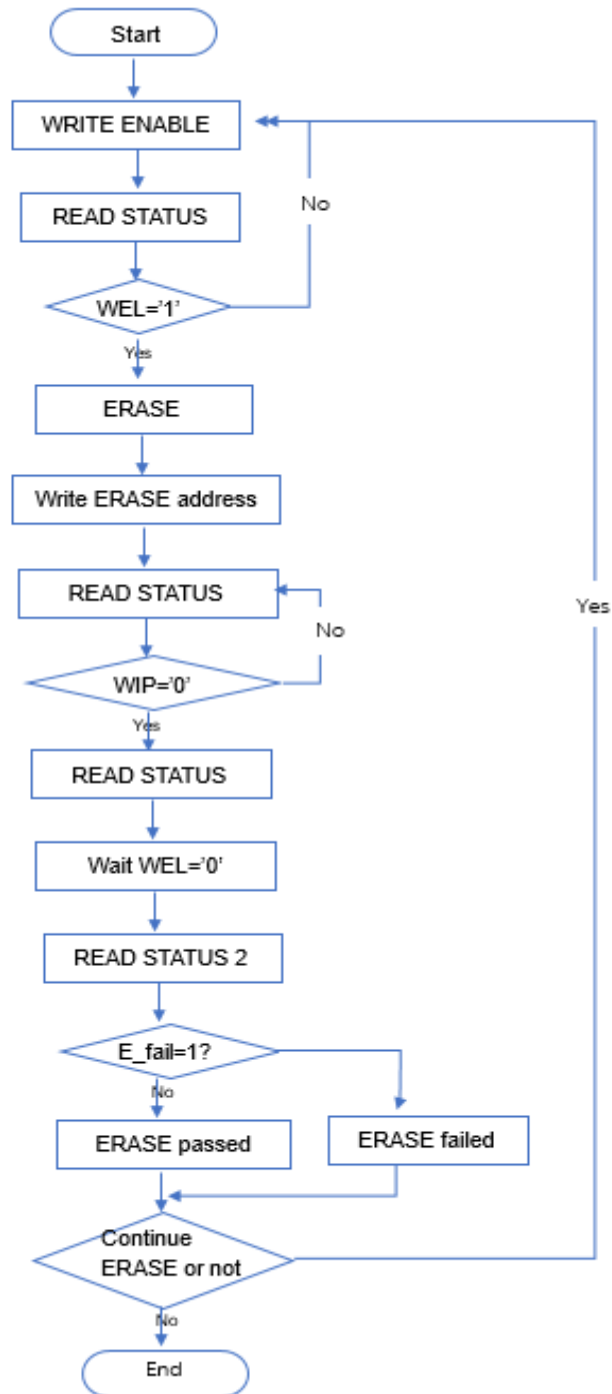 Start
WRITE ENABLE
READ STATUS
No
WEL='1'
Yes
ERASE
Write ERASE address
READ STATUS
No
Yes
WIP='0'
Yes
READ STATUS
Wait WEL='0'
READ STATUS 2
E_fail=1?
No
ERASE passed
ERASE failed
Continue
ERASE or not
No
End